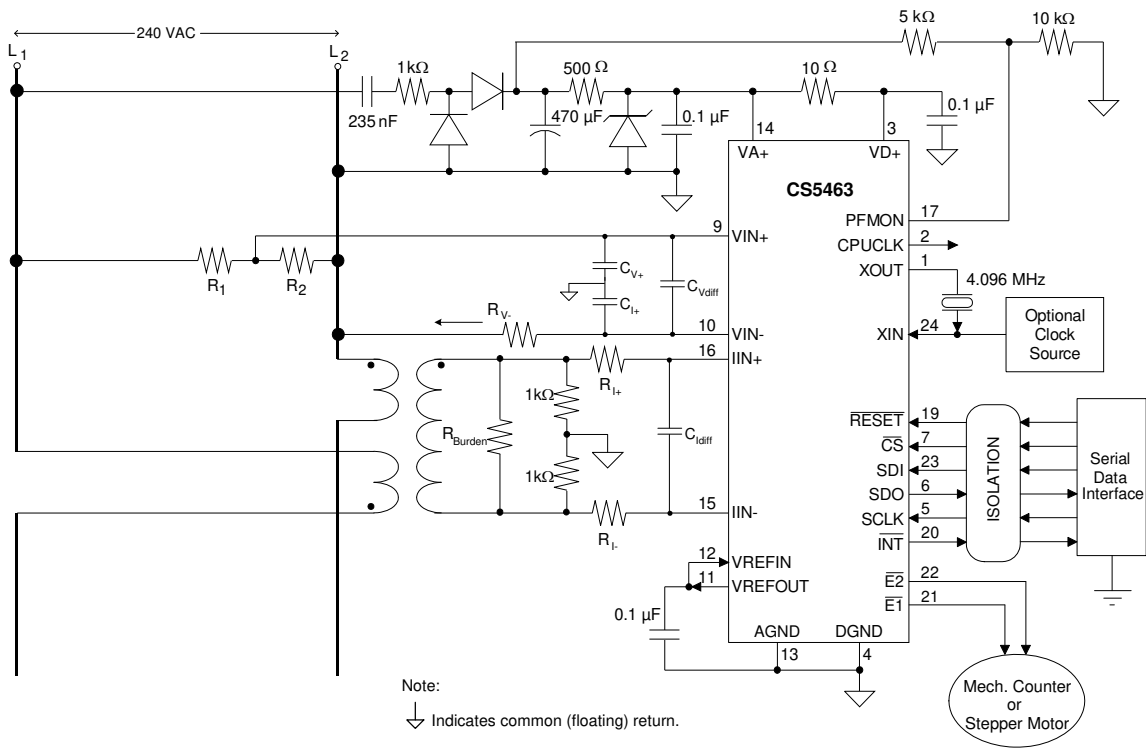 240 VAC
L1
L2
5 kΩ
10 kΩ
1kΩ
500 Ω
10 Ω
235 nF
470 µF
0.1 µF
0.1 µF
14
3
VA+
VD+
CS5463
9
VIN+
PFMON
17
CPUCLK
2
XOUT
1
4.096 MHz
R1
R2
CV+
CI+
CVdiff
RV-
10
VIN-
XIN
24
Optional
Clock
Source
16
IIN+
RI+
1kΩ
RBurden
CIdiff
1kΩ
RESET
19
CS
7
SDI
23
SDO
6
SCLK
5
INT
20
ISOLATION
Serial
Data
Interface
15
IIN-
RI-
12
VREFIN
11
VREFOUT
E2
22
E1
21
0.1 µF
AGND
DGND
13
4
Mech. Counter
or
Stepper Motor
Note:
Indicates common (floating) return.